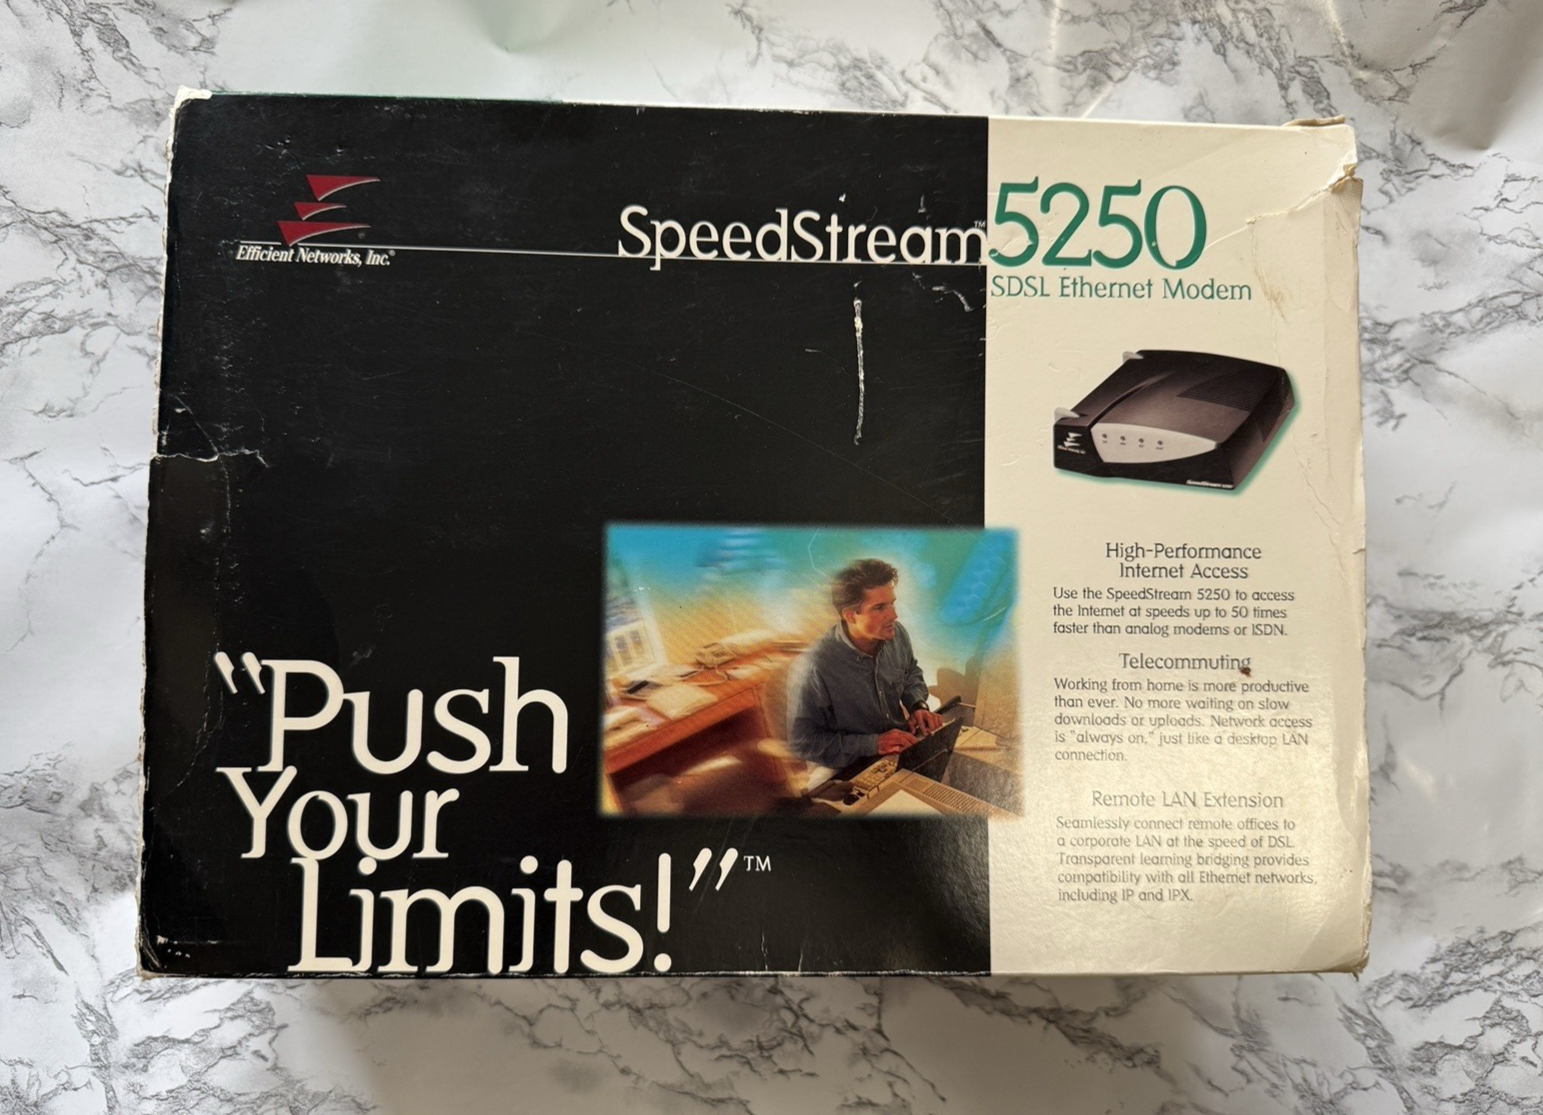 Efficient Networks, Inc.®
SpeedStream™ 5250
SDSL Ethernet Modem
High-Performance
Internet Access
Use the SpeedStream 5250 to access
the Internet at speeds up to 50 times
faster than analog modems or ISDN.
Telecommuting
Working from home is more productive
than ever. No more waiting on slow
downloads or uploads. Network access
is "always on," just like a desktop LAN
connection.
Remote LAN Extension
Seamlessly connect remote offices to
a corporate LAN at the speed of DSL.
Transparent learning bridging provides
compatibility with all Ethernet networks,
including IP and IPX.
"Push
Your
Limits!"™